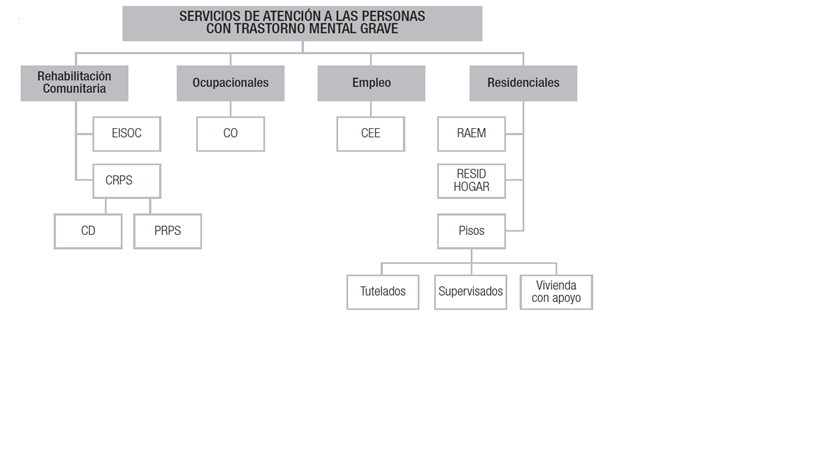 SERVICIOS DE ATENCIÓN A LAS PERSONAS
CON TRASTORNO MENTAL GRAVE
Rehabilitación
Comunitaria
Ocupacionales
Empleo
Residenciales
EISOC
CO
CEE
RAEM
CRPS
RESID
HOGAR
CD
PRPS
Pisos
Tutelados
Supervisados
Vivienda
con apoyo